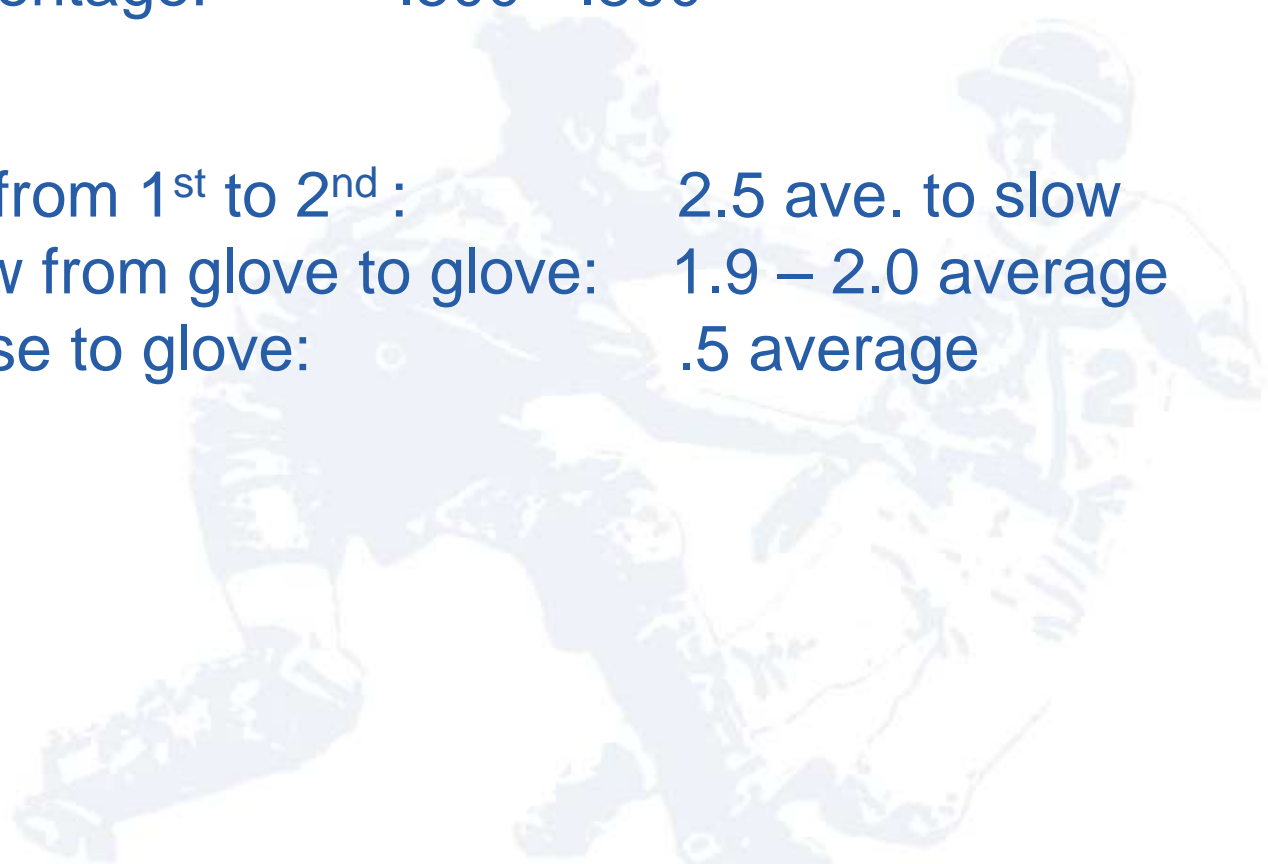 from 1st to 2nd : 2.5 ave. to slow
from glove to glove: 1.9 – 2.0 average
to glove: .5 average